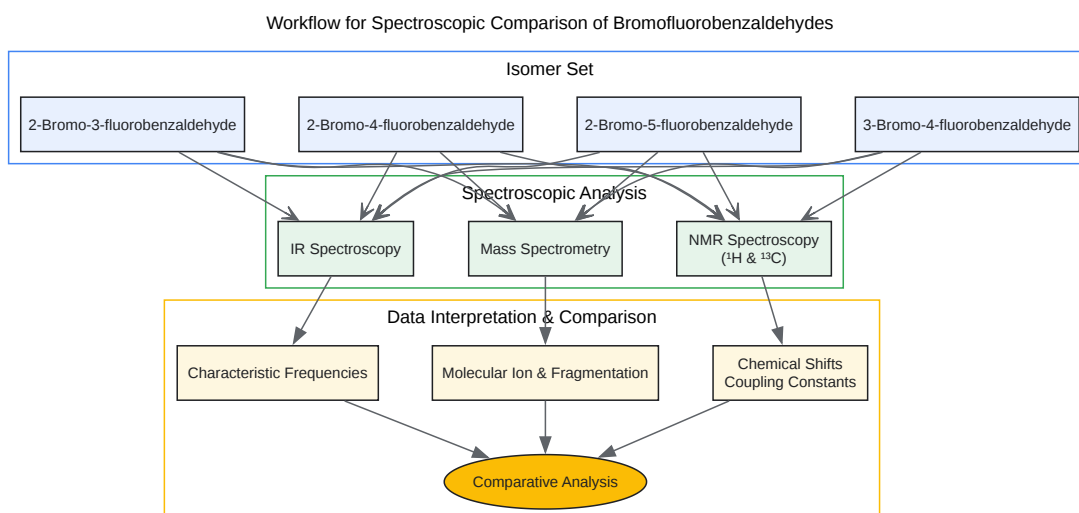 Workflow for Spectroscopic Comparison of Bromofluorobenzaldehydes
Isomer Set
2-Bromo-3-fluorobenzaldehyde
2-Bromo-4-fluorobenzaldehyde
2-Bromo-5-fluorobenzaldehyde
3-Bromo-4-fluorobenzaldehyde
Spectroscopic Analysis
IR Spectroscopy
Mass Spectrometry
NMR Spectroscopy
(¹H & ¹³C)
Data Interpretation & Comparison
Characteristic Frequencies
Molecular Ion & Fragmentation
Chemical Shifts
Coupling Constants
Comparative Analysis